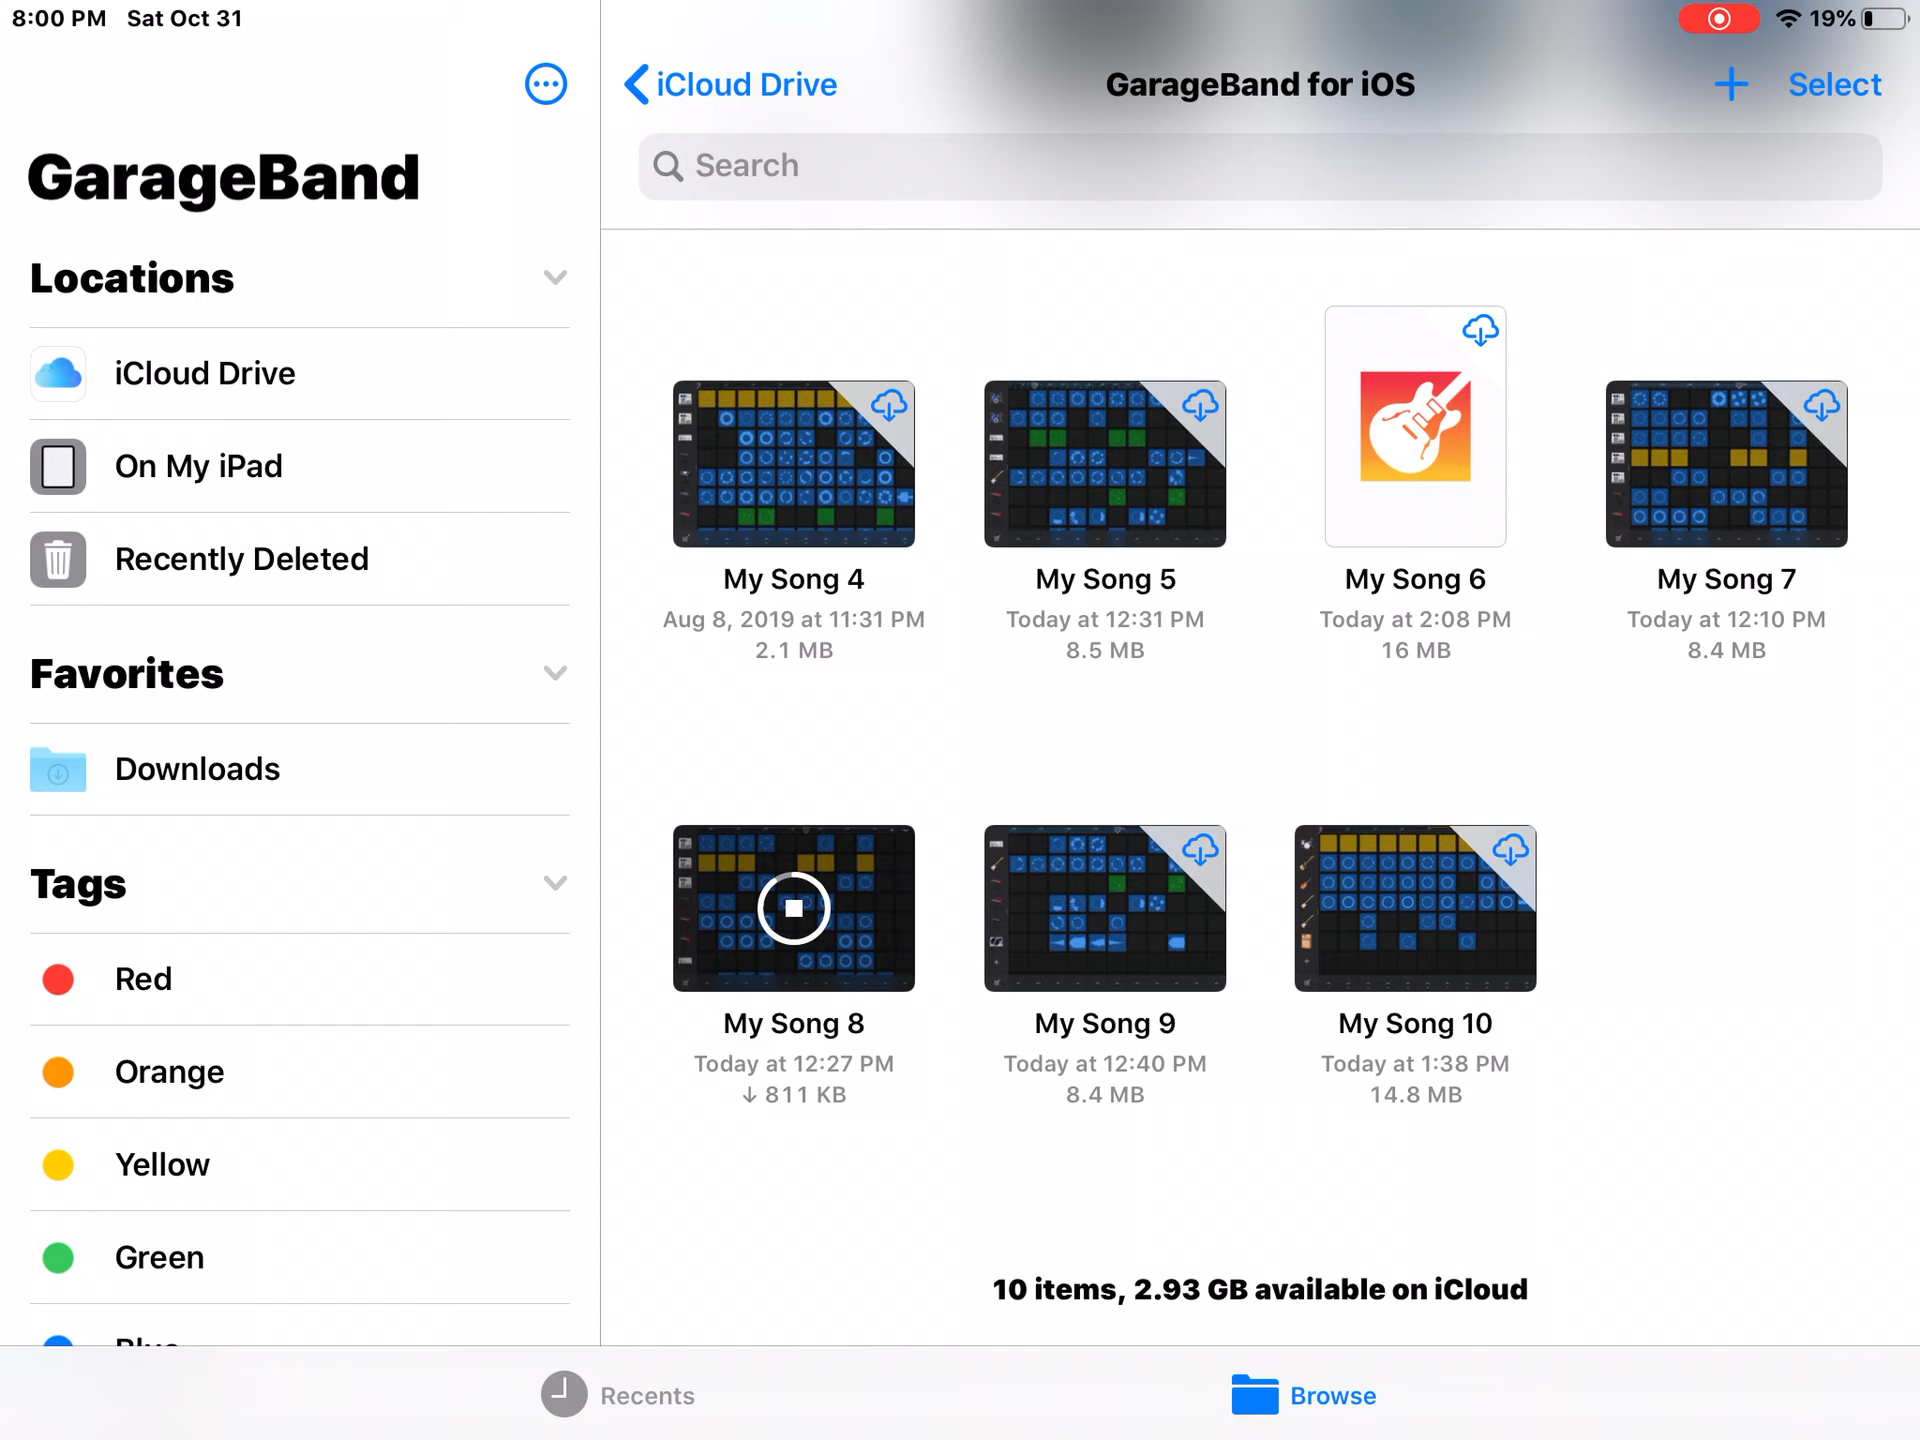 8:00 PM Sat Oct 31
19%
GarageBand
Locations
iCloud Drive
On My iPad
Recently Deleted
Favorites
Downloads
Tags
Red
Orange
Yellow
Green
Blue
iCloud Drive
GarageBand for iOS
Select
Search
My Song 4
Aug 8, 2019 at 11:31 PM
2.1 MB
My Song 5
Today at 12:31 PM
8.5 MB
My Song 6
Today at 2:08 PM
16 MB
My Song 7
Today at 12:10 PM
8.4 MB
My Song 8
Today at 12:27 PM
↓ 811 KB
My Song 9
Today at 12:40 PM
8.4 MB
My Song 10
Today at 1:38 PM
14.8 MB
10 items, 2.93 GB available on iCloud
Recents
Browse